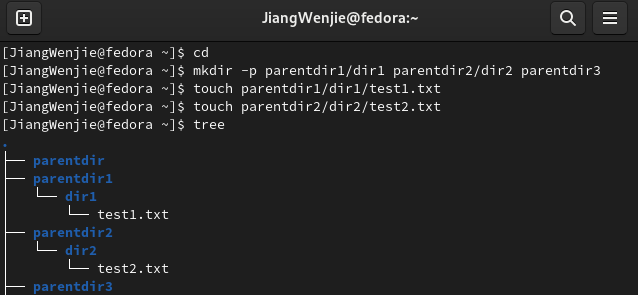 JiangWenjie@fedora:~
[JiangWenjie@fedora ~]$ cd
[JiangWenjie@fedora ~]$ mkdir -p parentdir1/dir1 parentdir2/dir2 parentdir3
[JiangWenjie@fedora ~]$ touch parentdir1/dir1/test1.txt
[JiangWenjie@fedora ~]$ touch parentdir2/dir2/test2.txt
[JiangWenjie@fedora ~]$ tree
.
├── parentdir
├── parentdir1
│   └── dir1
│       └── test1.txt
├── parentdir2
│   └── dir2
│       └── test2.txt
├── parentdir3